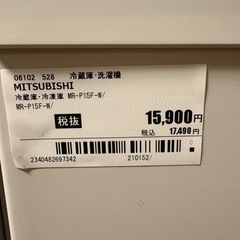 06102 528 冷蔵庫・洗濯機
MITSUBISHI
冷蔵庫・冷凍庫 MR-P15F-W/
MR-P15F-W/
税抜 15,900円
税込 17,490円
C
2340482697342 210152/